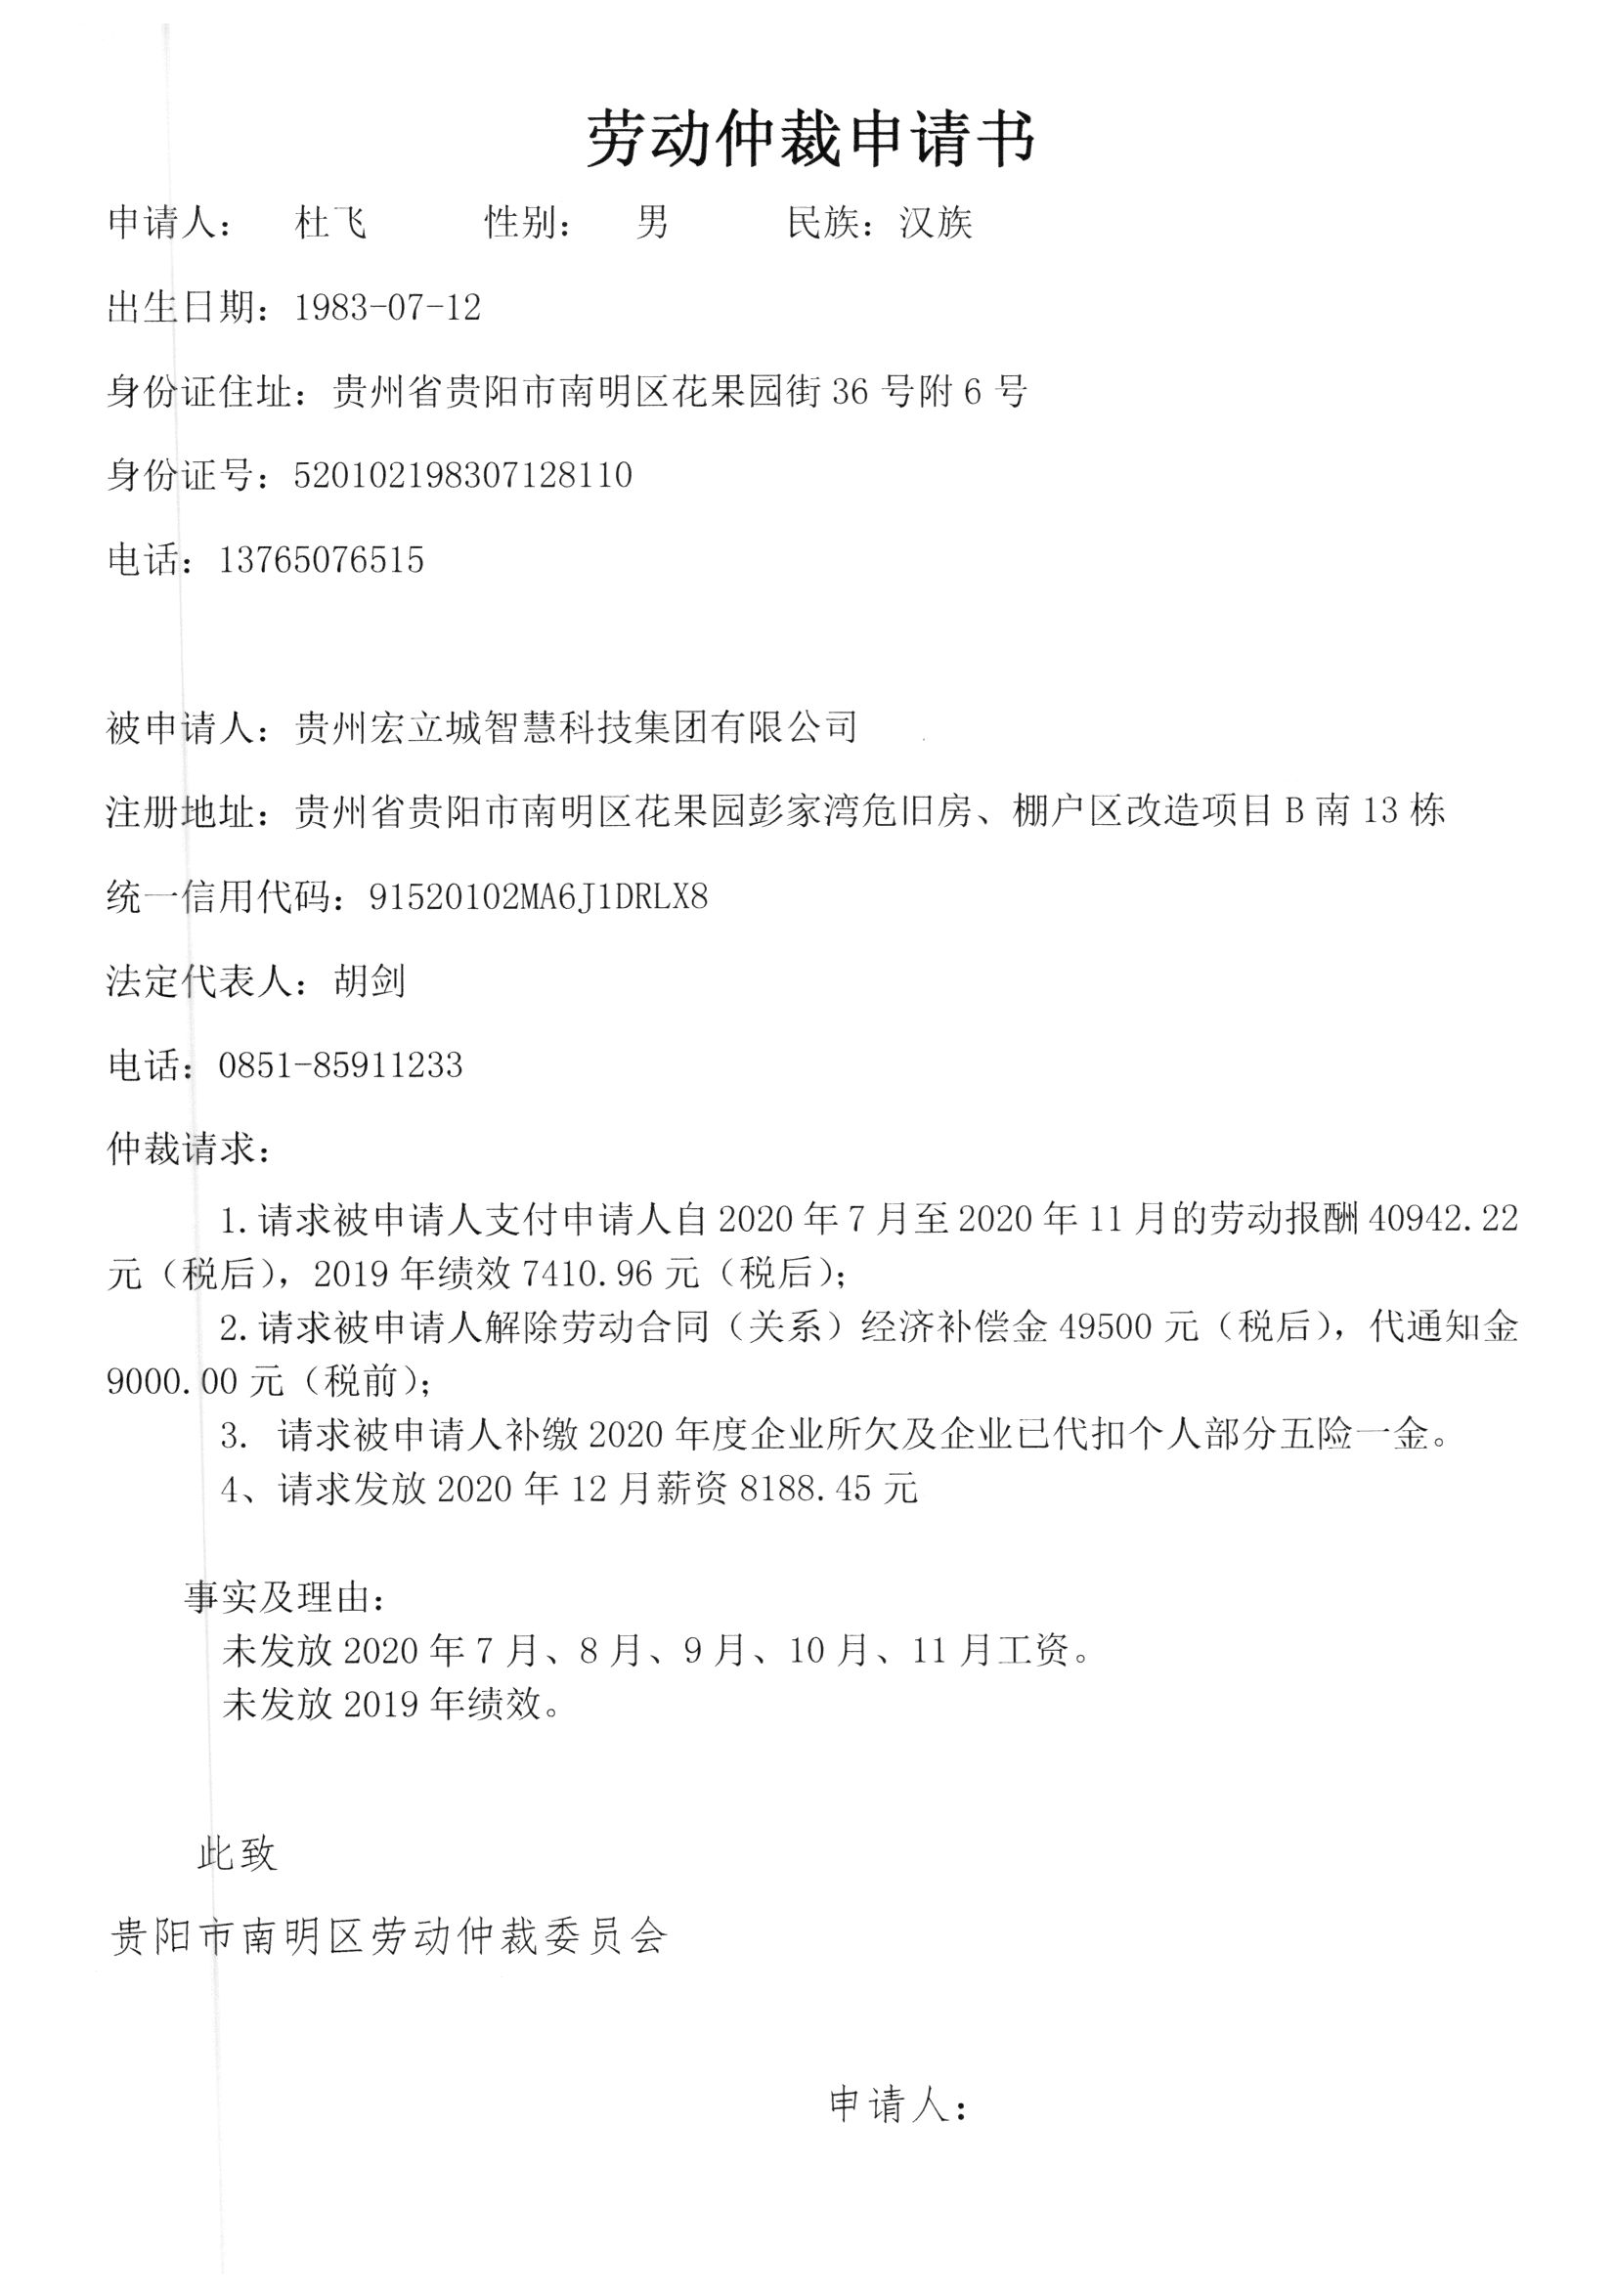 劳动仲裁申请书
申请人： 杜飞 性别： 男 民族：汉族
出生日期：1983-07-12
身份证住址：贵州省贵阳市南明区花果园街 36 号附 6 号
身份证号：520102198307128110
电话：13765076515
被申请人：贵州宏立城智慧科技集团有限公司
注册地址：贵州省贵阳市南明区花果园彭家湾危旧房、棚户区改造项目 B 南 13 栋
统一信用代码：91520102MA6J1DRLX8
法定代表人：胡剑
电话：0851-85911233
仲裁请求：
1.请求被申请人支付申请人自 2020 年 7 月至 2020 年 11 月的劳动报酬 40942.22
元（税后），2019 年绩效 7410.96 元（税后）；
2.请求被申请人解除劳动合同（关系）经济补偿金 49500 元（税后），代通知金
9000.00 元（税前）；
3. 请求被申请人补缴 2020 年度企业所欠及企业已代扣个人部分五险一金。
4、请求发放 2020 年 12 月薪资 8188.45 元
事实及理由：
未发放 2020 年 7 月、8 月、9 月、10 月、11 月工资。
未发放 2019 年绩效。
此致
贵阳市南明区劳动仲裁委员会
申请人：